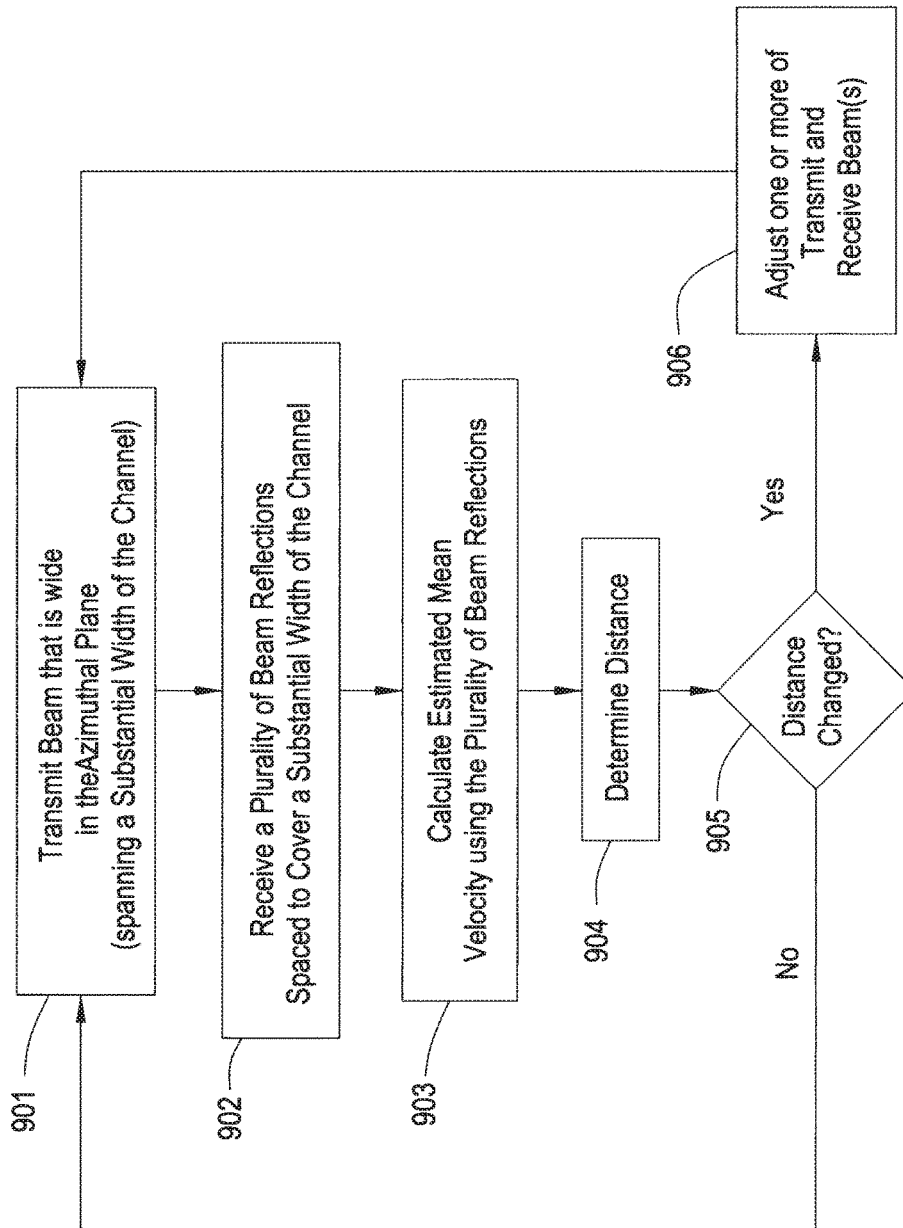 901
Transmit Beam that is wide
in theAzimuthal Plane
(spanning a Substantial Width of the Channel)
902
Receive a Plurality of Beam Reflections
Spaced to Cover a Substantial Width of the Channel
903
Calculate Estimated Mean
Velocity using the Plurality of Beam Reflections
904
Determine Distance
905
Distance
Changed?
No
Yes
906
Adjust one or more of
Transmit and
Receive Beam(s)